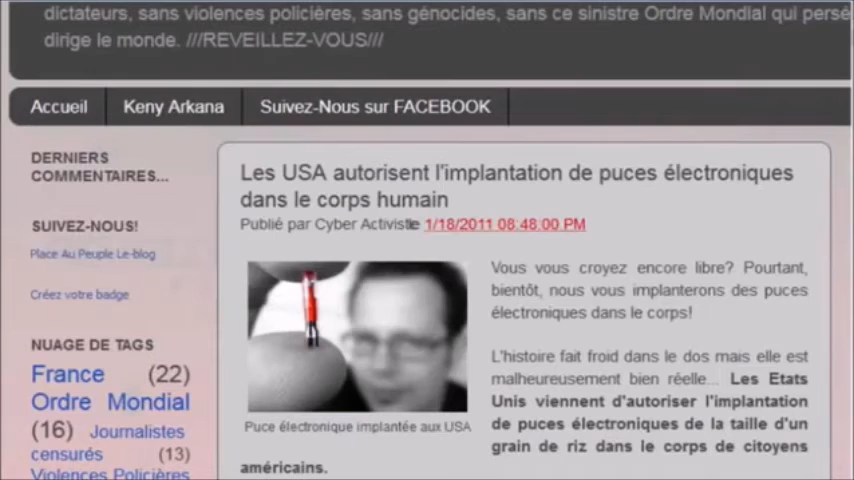 dictateurs, sans violences policières, sans génocides, sans ce sinistre Ordre Mondial qui persé
dirige le monde. ///REVEILLEZ-VOUS///
Accueil
Keny Arkana
Suivez-Nous sur FACEBOOK
DERNIERS
COMMENTAIRES...
SUIVEZ-NOUS!
Place Au Peuple Le-blog
Créez votre badge
NUAGE DE TAGS
France (22)
Ordre Mondial
(16) Journalistes
censurés (13)
Violences Policières
Les USA autorisent l'implantation de puces électroniques
dans le corps humain
Publié par Cyber Activiste 1/18/2011 08:48:00 PM
Puce électronique implantée aux USA
Vous vous croyez encore libre? Pourtant,
bientôt, nous vous implanterons des puces
électroniques dans le corps!
L'histoire fait froid dans le dos mais elle est
malheureusement bien réelle... Les Etats
Unis viennent d'autoriser l'implantation
de puces électroniques de la taille d'un
grain de riz dans le corps de citoyens
américains.